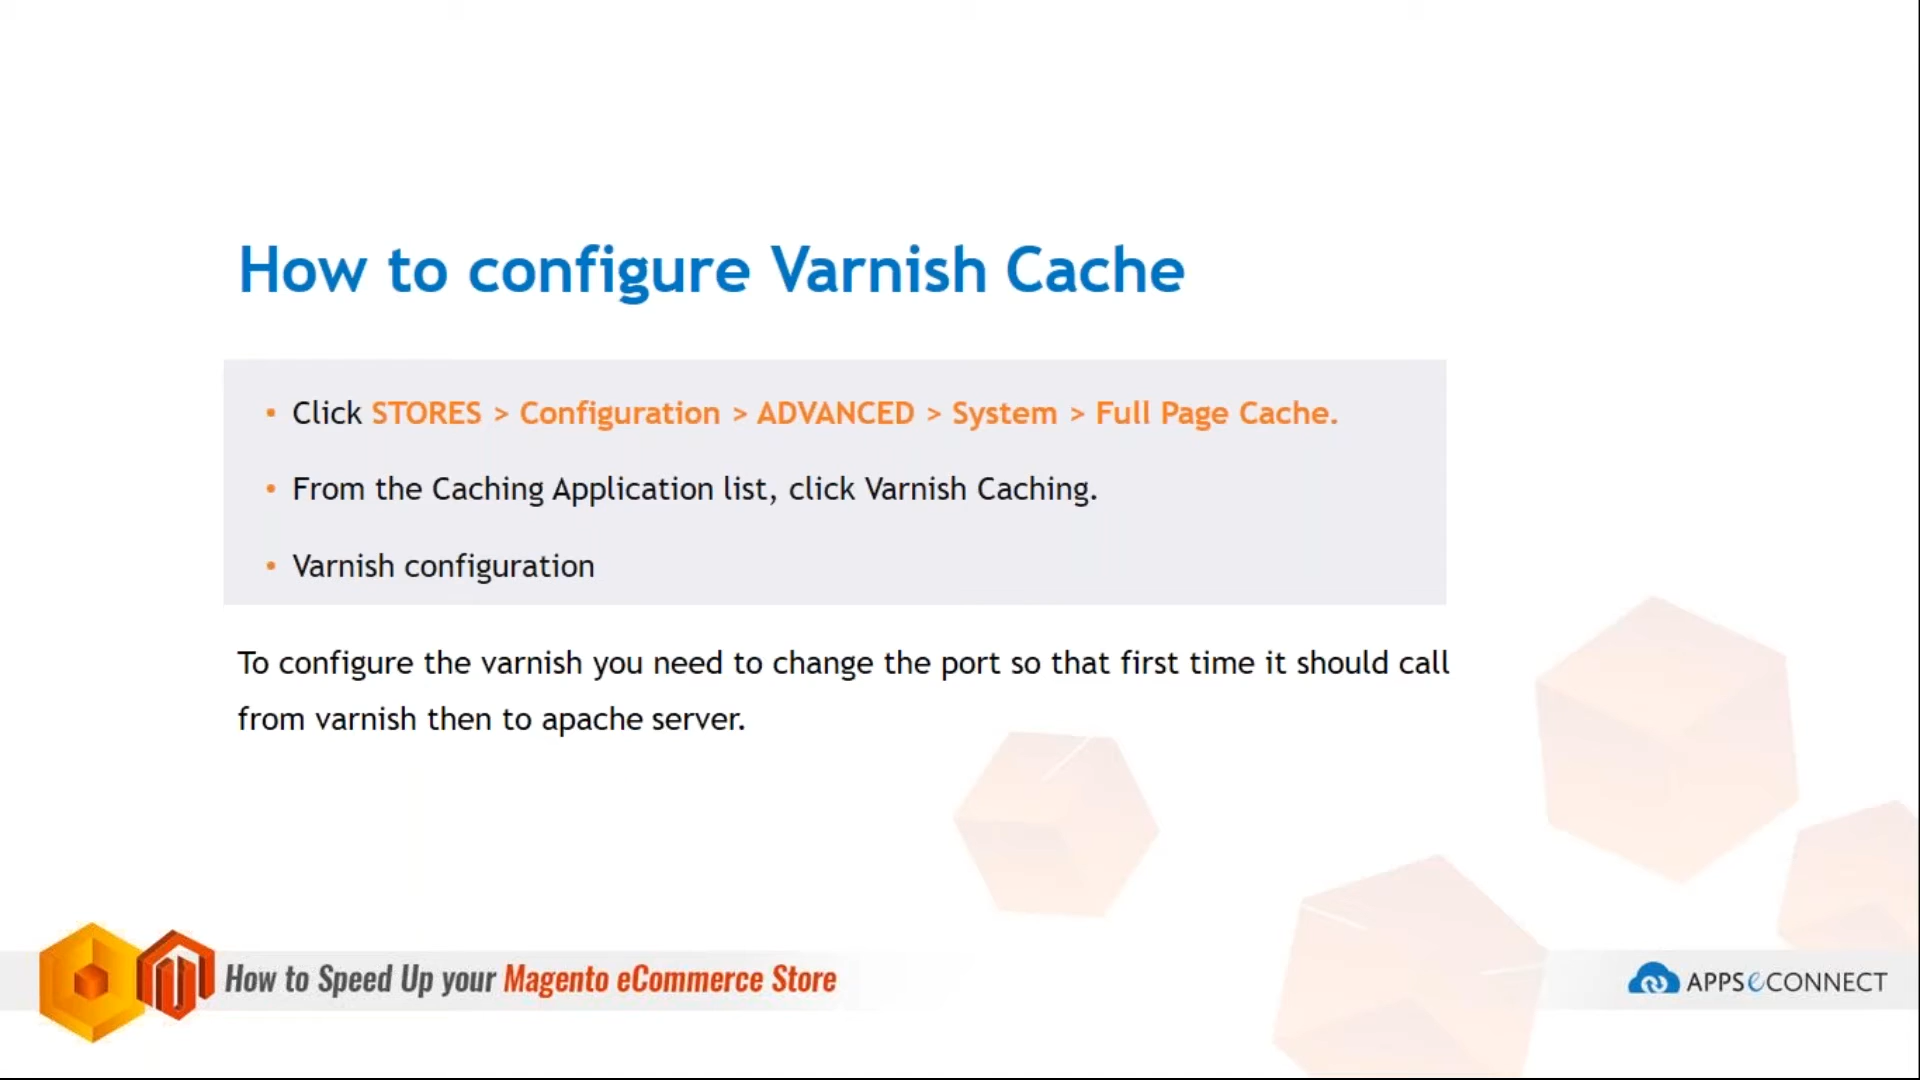 How to configure Varnish Cache
• Click STORES > Configuration > ADVANCED > System > Full Page Cache.
• From the Caching Application list, click Varnish Caching.
• Varnish configuration
To configure the varnish you need to change the port so that first time it should call
from varnish then to apache server.
How to Speed Up your Magento eCommerce Store
APPSeCONNECT